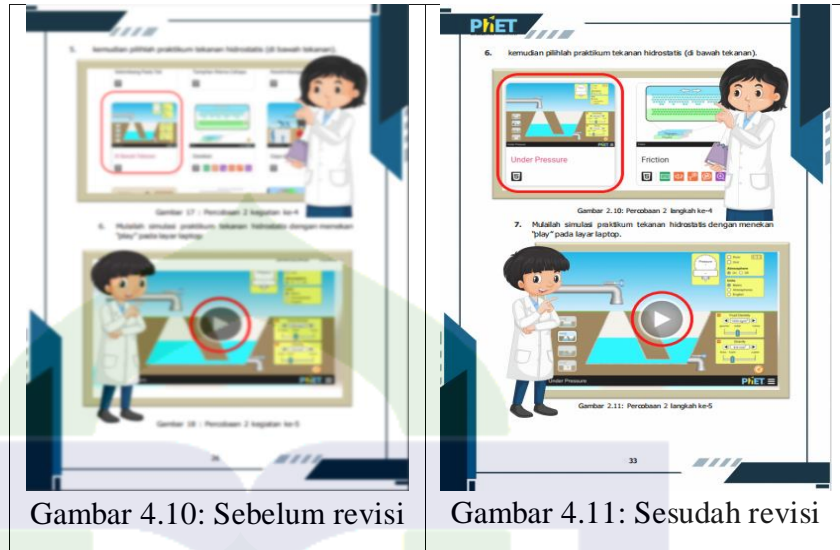 5. kemudian pilihlah praktikum tekanan hidrostatis (di bawah tekanan).
Gambar 17 : Percobaan 2 kegiatan ke-4
6. Mulailah simulasi praktikum tekanan hidrostatis dengan menekan
"play" pada layar laptop
Gambar 18 : Percobaan 2 kegiatan ke-5
Gambar 4.10: Sebelum revisi
PhET
6. kemudian pilihlah praktikum tekanan hidrostatis (di bawah tekanan).
Under Pressure
Friction
Gambar 2.10: Percobaan 2 langkah ke-4
7. Mulailah simulasi praktikum tekanan hidrostatis dengan menekan
"play" pada layar laptop.
Under Pressure
PhET
Gambar 2.11: Percobaan 2 langkah ke-5
33
Gambar 4.11: Sesudah revisi